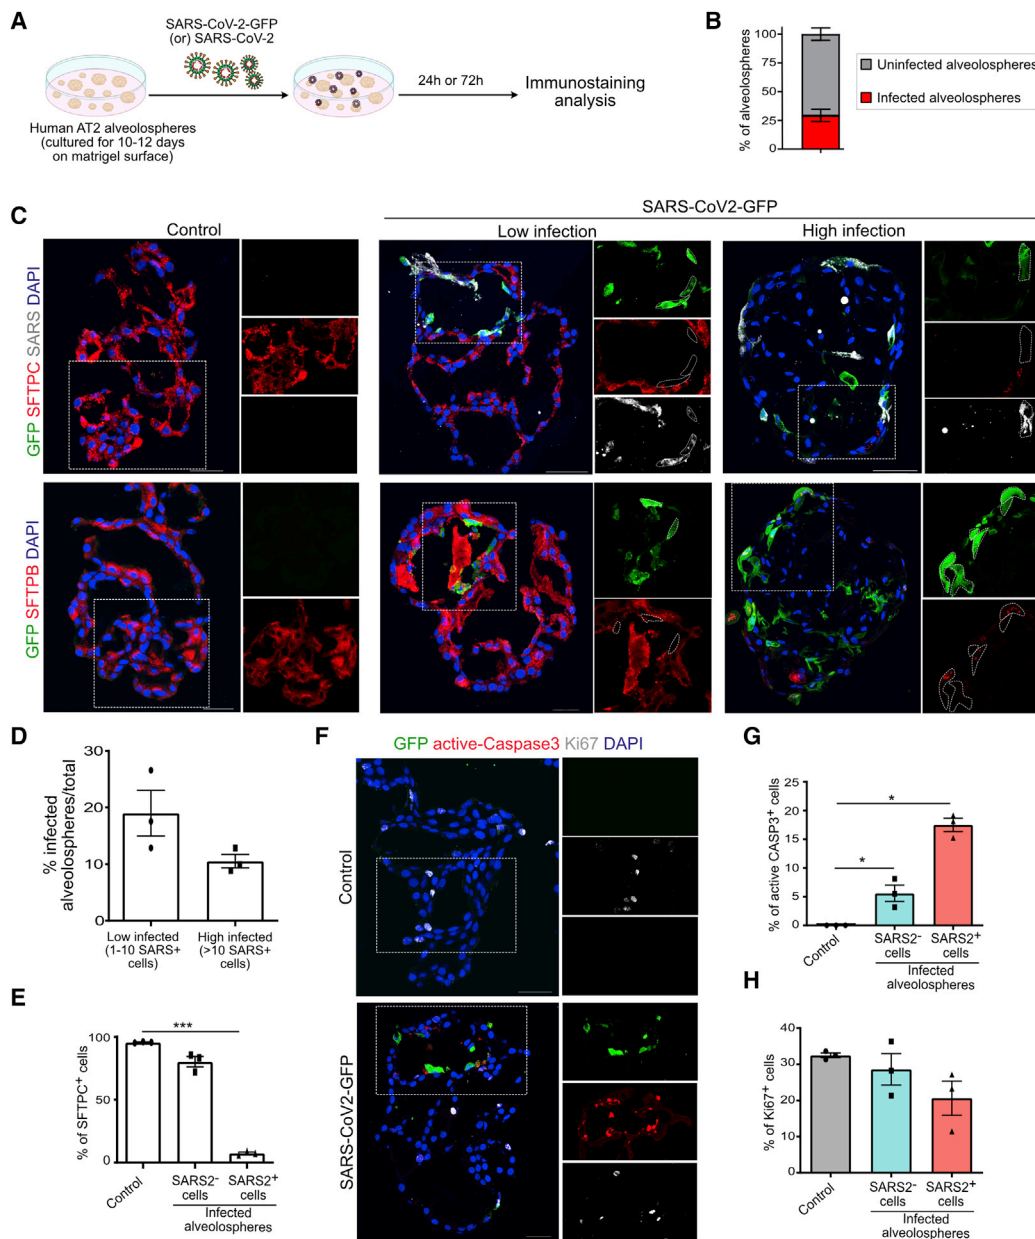 A
SARS-CoV-2-GFP
(or) SARS-CoV-2
24h or 72h
Immunostaining
analysis
Human AT2 alveolospheres
(cultured for 10-12 days
on matrigel surface)
B
% of alveolospheres
100
75
50
25
0
Uninfected alveolospheres
Infected alveolospheres
C
SARS-CoV2-GFP
Control
Low infection
High infection
GFP SFTPC SARS DAPI
GFP SFTPB DAPI
D
% infected
alveolospheres/total
30
20
10
0
Low infected
(1-10 SARS+
cells)
High infected
(>10 SARS+
cells)
E
% of SFTPC+ cells
100
50
0
***
Control
SARS2-
cells
SARS2+
cells
Infected
alveolospheres
F
GFP active-Caspase3 Ki67 DAPI
Control
SARS-CoV2-GFP
G
% of active CASP3+ cells
25
20
15
10
5
0
*
*
Control
SARS2-
cells
SARS2+
cells
Infected
alveolospheres
H
% of Ki67+ cells
40
30
20
10
0
Control
SARS2-
cells
SARS2+
cells
Infected
alveolospheres